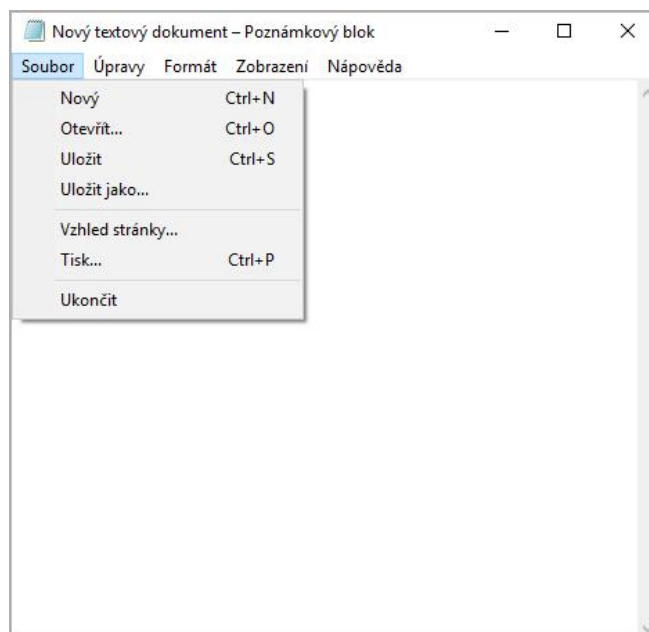 Nový textový dokument – Poznámkový blok
Soubor Úpravy Formát Zobrazení Nápověda
Nový Ctrl+N
Otevřít... Ctrl+O
Uložit Ctrl+S
Uložit jako...
Vzhled stránky...
Tisk... Ctrl+P
Ukončit